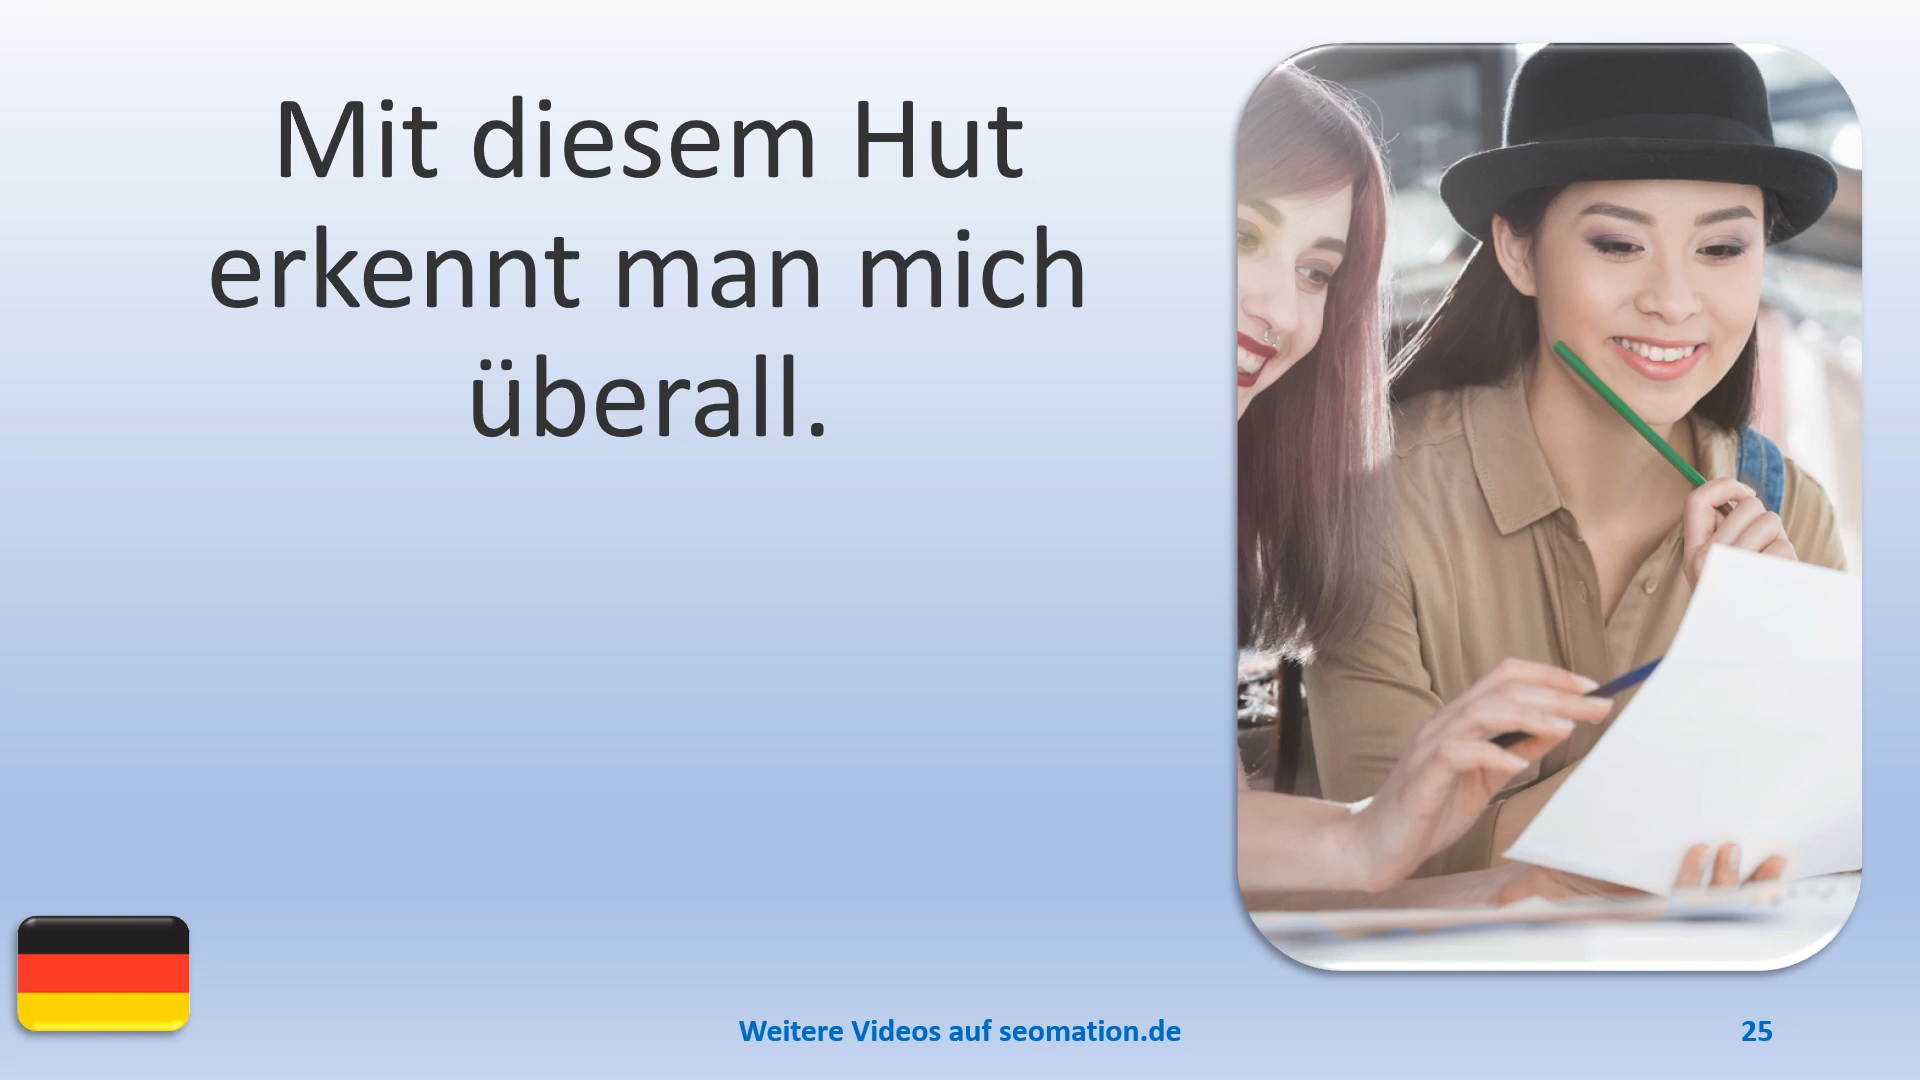 Mit diesem Hut
erkennt man mich
überall.
Weitere Videos auf seomation.de
25